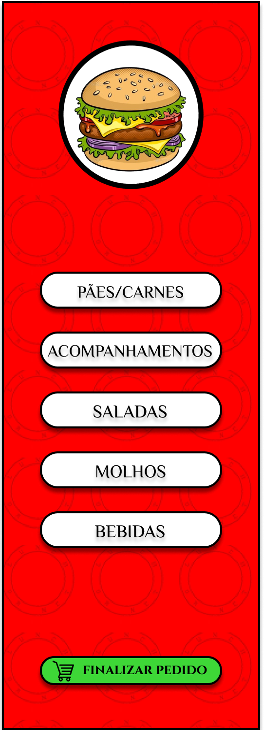 PÃES/CARNES
ACOMPANHAMENTOS
SALADAS
MOLHOS
BEBIDAS
FINALIZAR PEDIDO